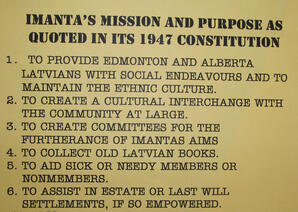 IMANTA'S MISSION AND PURPOSE AS
QUOTED IN ITS 1947 CONSTITUTION
1. TO PROVIDE EDMONTON AND ALBERTA
LATVIANS WITH SOCIAL ENDEAVOURS AND TO
MAINTAIN THE ETHNIC CULTURE.
2. TO CREATE A CULTURAL INTERCHANGE WITH
THE COMMUNITY AT LARGE.
3. TO CREATE COMMITTEES FOR THE
FURTHERANCE OF IMANTAS AIMS
4. TO COLLECT OLD LATVIAN BOOKS.
5. TO AID SICK OR NEEDY MEMBERS OR
NONMEMBERS.
6. TO ASSIST IN ESTATE OR LAST WILL
SETTLEMENTS, IF SO EMPOWERED.